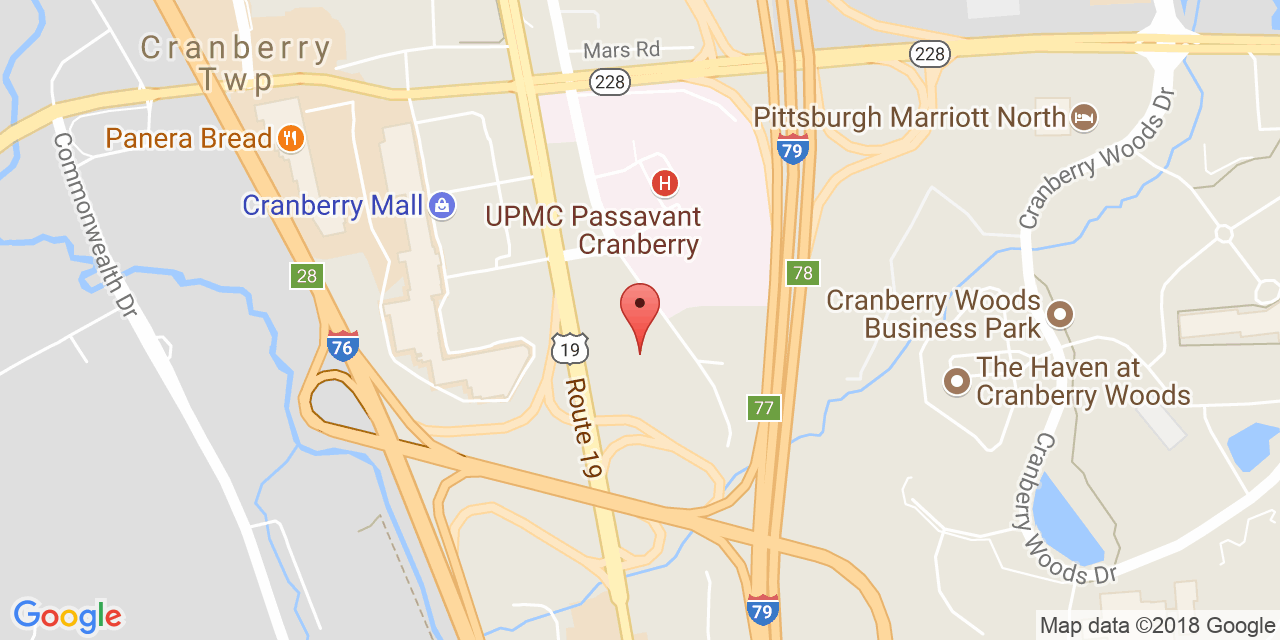 Cranberry
Twp
Mars Rd
228
228
Panera Bread
Pittsburgh Marriott North
79
Commonwealth Dr
Cranberry Mall
H
UPMC Passavant
Cranberry
Cranberry Woods Dr
28
78
Cranberry Woods
Business Park
76
19
The Haven at
Cranberry Woods
77
Route 19
Cranberry Woods Dr
79
Google
Map data ©2018 Google